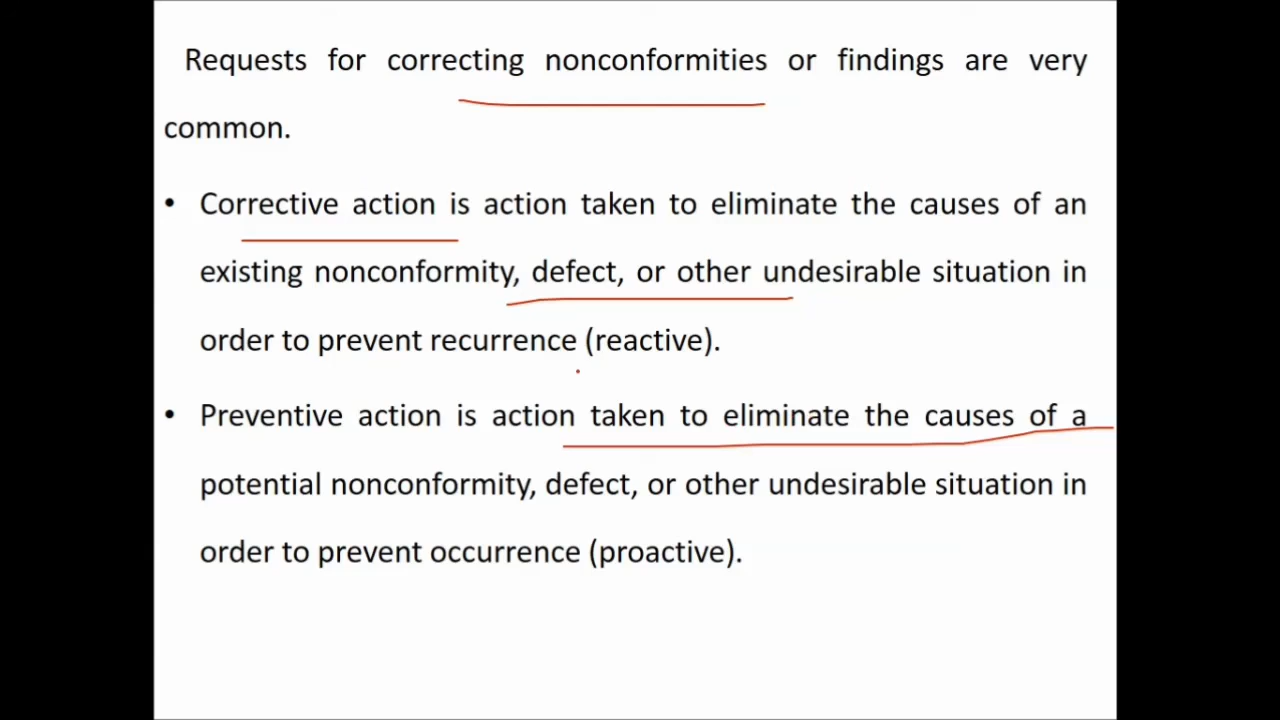 Requests for correcting nonconformities or findings are very
common.
• Corrective action is action taken to eliminate the causes of an
existing nonconformity, defect, or other undesirable situation in
order to prevent recurrence (reactive).
• Preventive action is action taken to eliminate the causes of a
potential nonconformity, defect, or other undesirable situation in
order to prevent occurrence (proactive).